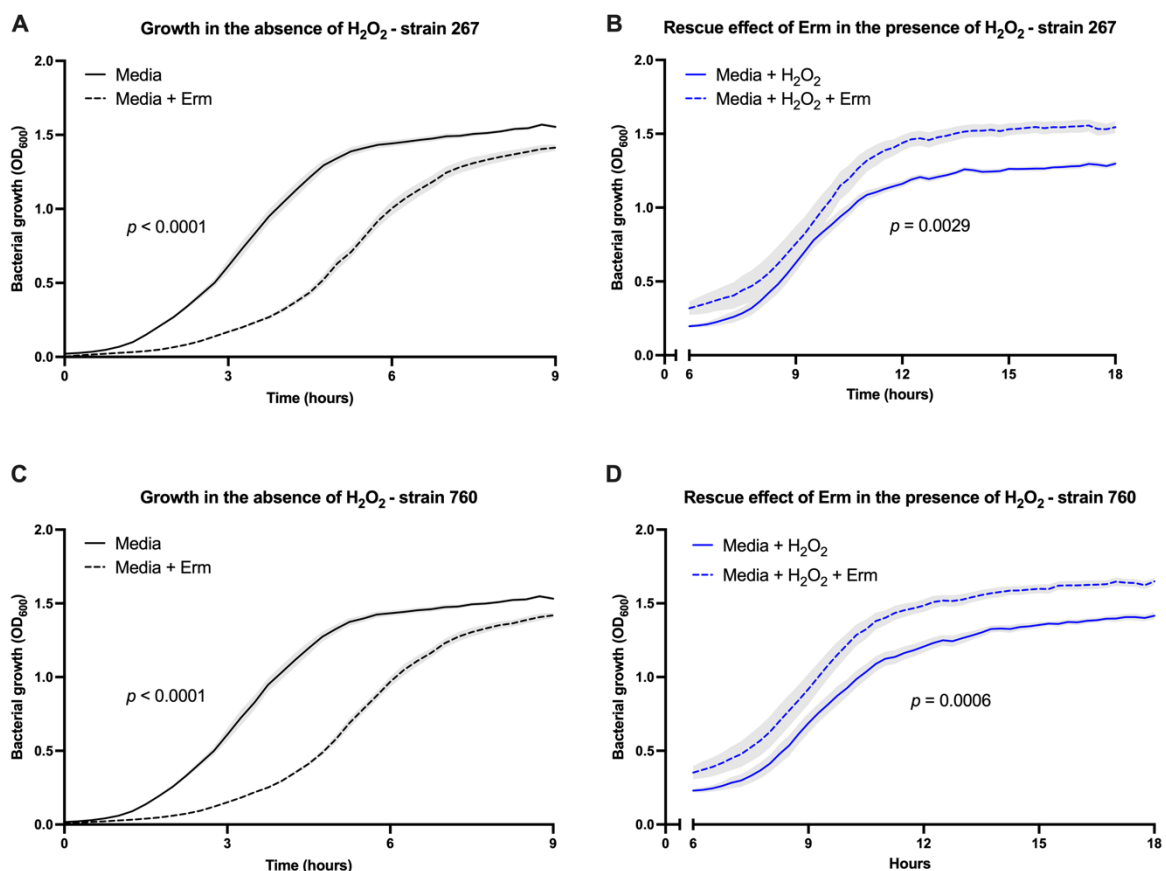 A
Growth in the absence of H₂O₂ - strain 267
Media
Media + Erm
Bacterial growth (OD₆₀₀)
2.0
1.5
1.0
0.5
0.0
p < 0.0001
0 3 6 9
Time (hours)
B
Rescue effect of Erm in the presence of H₂O₂ - strain 267
Media + H₂O₂
Media + H₂O₂ + Erm
Bacterial growth (OD₆₀₀)
2.0
1.5
1.0
0.5
0.0
p = 0.0029
0 6 9 12 15 18
Time (hours)
C
Growth in the absence of H₂O₂ - strain 760
Media
Media + Erm
Bacterial growth (OD₆₀₀)
2.0
1.5
1.0
0.5
0.0
p < 0.0001
0 3 6 9
Time (hours)
D
Rescue effect of Erm in the presence of H₂O₂ - strain 760
Media + H₂O₂
Media + H₂O₂ + Erm
Bacterial growth (OD₆₀₀)
2.0
1.5
1.0
0.5
0.0
p = 0.0006
0 6 9 12 15 18
Hours